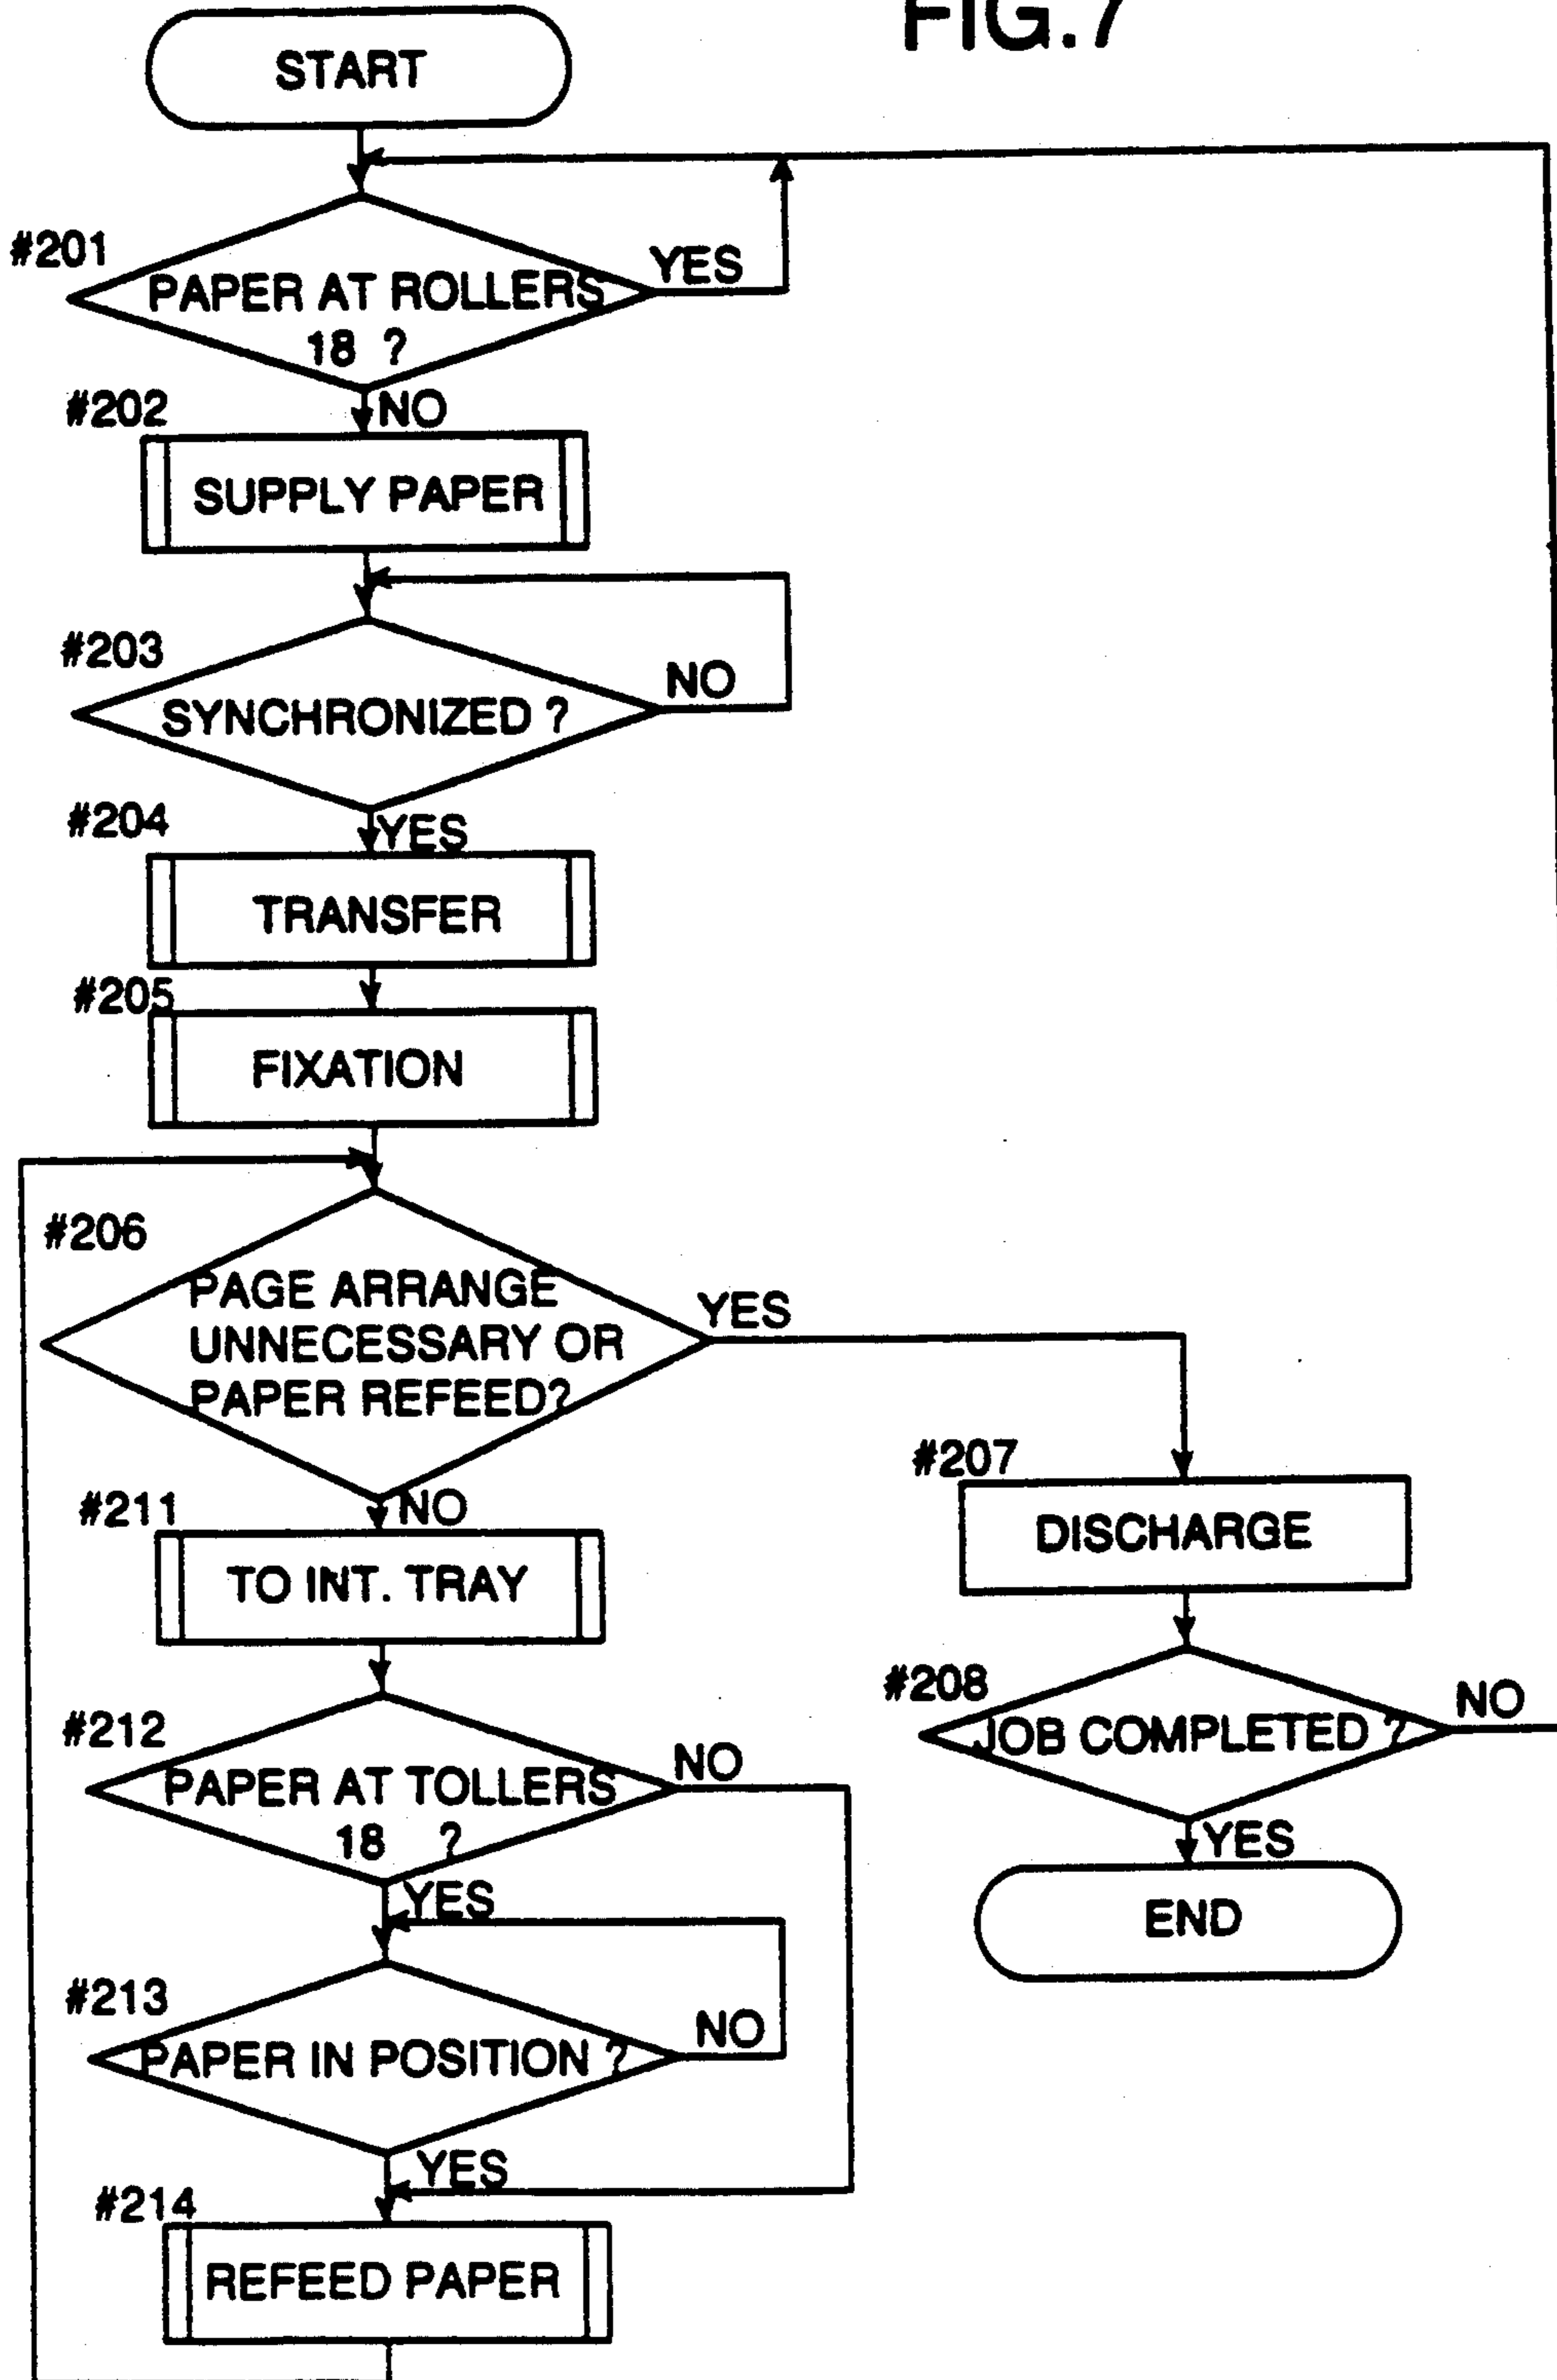 FIG.7
START
#201
PAPER AT ROLLERS
18 ?
YES
NO
#202
SUPPLY PAPER
#203
SYNCHRONIZED ?
NO
YES
#204
TRANSFER
#205
FIXATION
#206
PAGE ARRANGE
UNNECESSARY OR
PAPER REFEED?
YES
NO
#207
DISCHARGE
#208
JOB COMPLETED ?
NO
YES
END
#211
TO INT. TRAY
#212
PAPER AT TOLLERS
18 ?
NO
YES
#213
PAPER IN POSITION ?
NO
YES
#214
REFEED PAPER